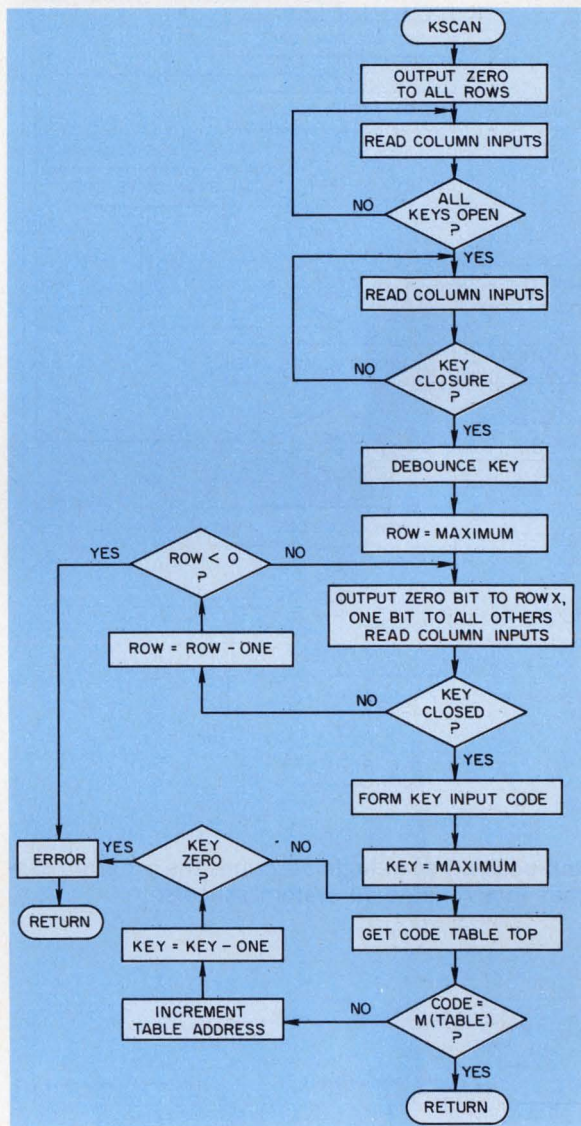 KSCAN
OUTPUT ZERO
TO ALL ROWS
READ COLUMN INPUTS
NO
ALL
KEYS OPEN
?
YES
READ COLUMN INPUTS
NO
KEY
CLOSURE
?
YES
DEBOUNCE KEY
ROW = MAXIMUM
YES
ROW < 0
?
NO
OUTPUT ZERO BIT TO ROW X,
ONE BIT TO ALL OTHERS
READ COLUMN INPUTS
ROW = ROW - ONE
NO
KEY
CLOSED
?
YES
FORM KEY INPUT CODE
KEY = MAXIMUM
ERROR
YES
KEY
ZERO
?
NO
RETURN
GET CODE TABLE TOP
KEY = KEY - ONE
INCREMENT
TABLE ADDRESS
NO
CODE =
M(TABLE)
?
YES
RETURN